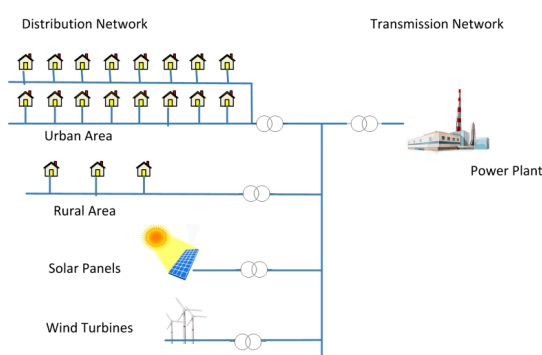 Distribution Network
Transmission Network
Urban Area
Power Plant
Rural Area
Solar Panels
Wind Turbines